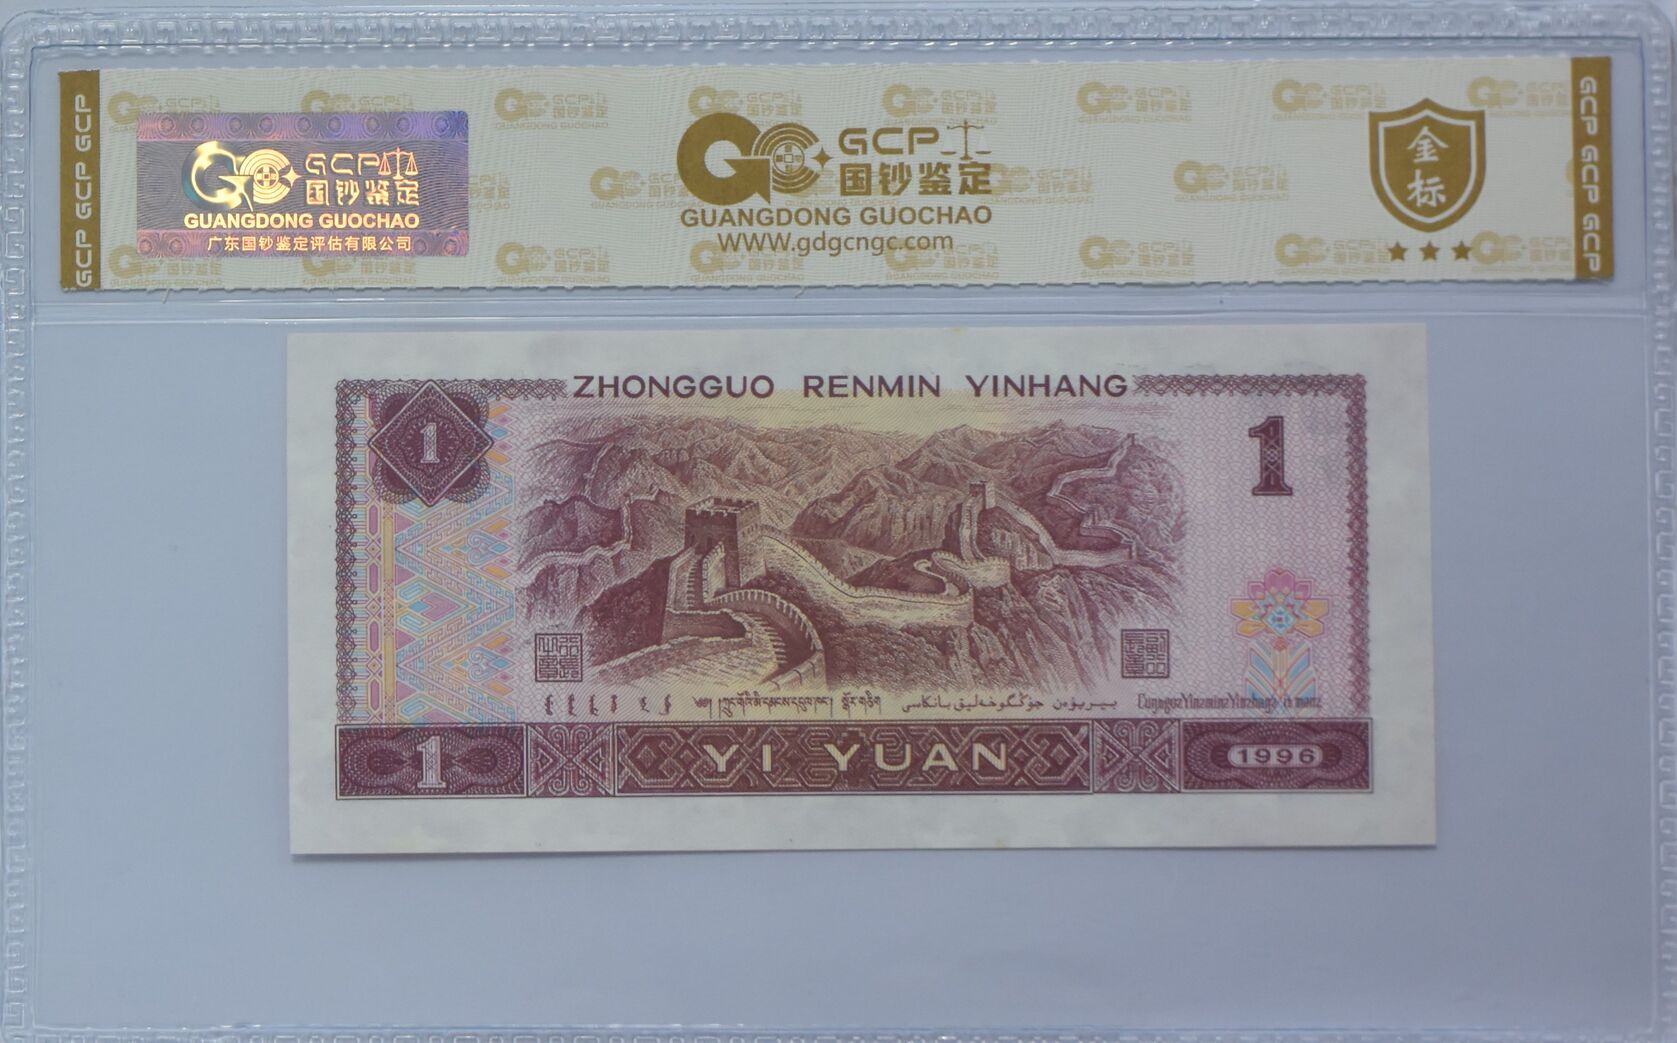 GCP GCP GCP
GCP
国钞鉴定
GUANGDONG GUOCHAO
广东国钞鉴定评估有限公司
GCP
国钞鉴定
GUANGDONG GUOCHAO
WWW.gdgcngc.com
金标
GCP GCP GCP
ZHONGGUO RENMIN YINHANG
1
1
1
YI YUAN
1996